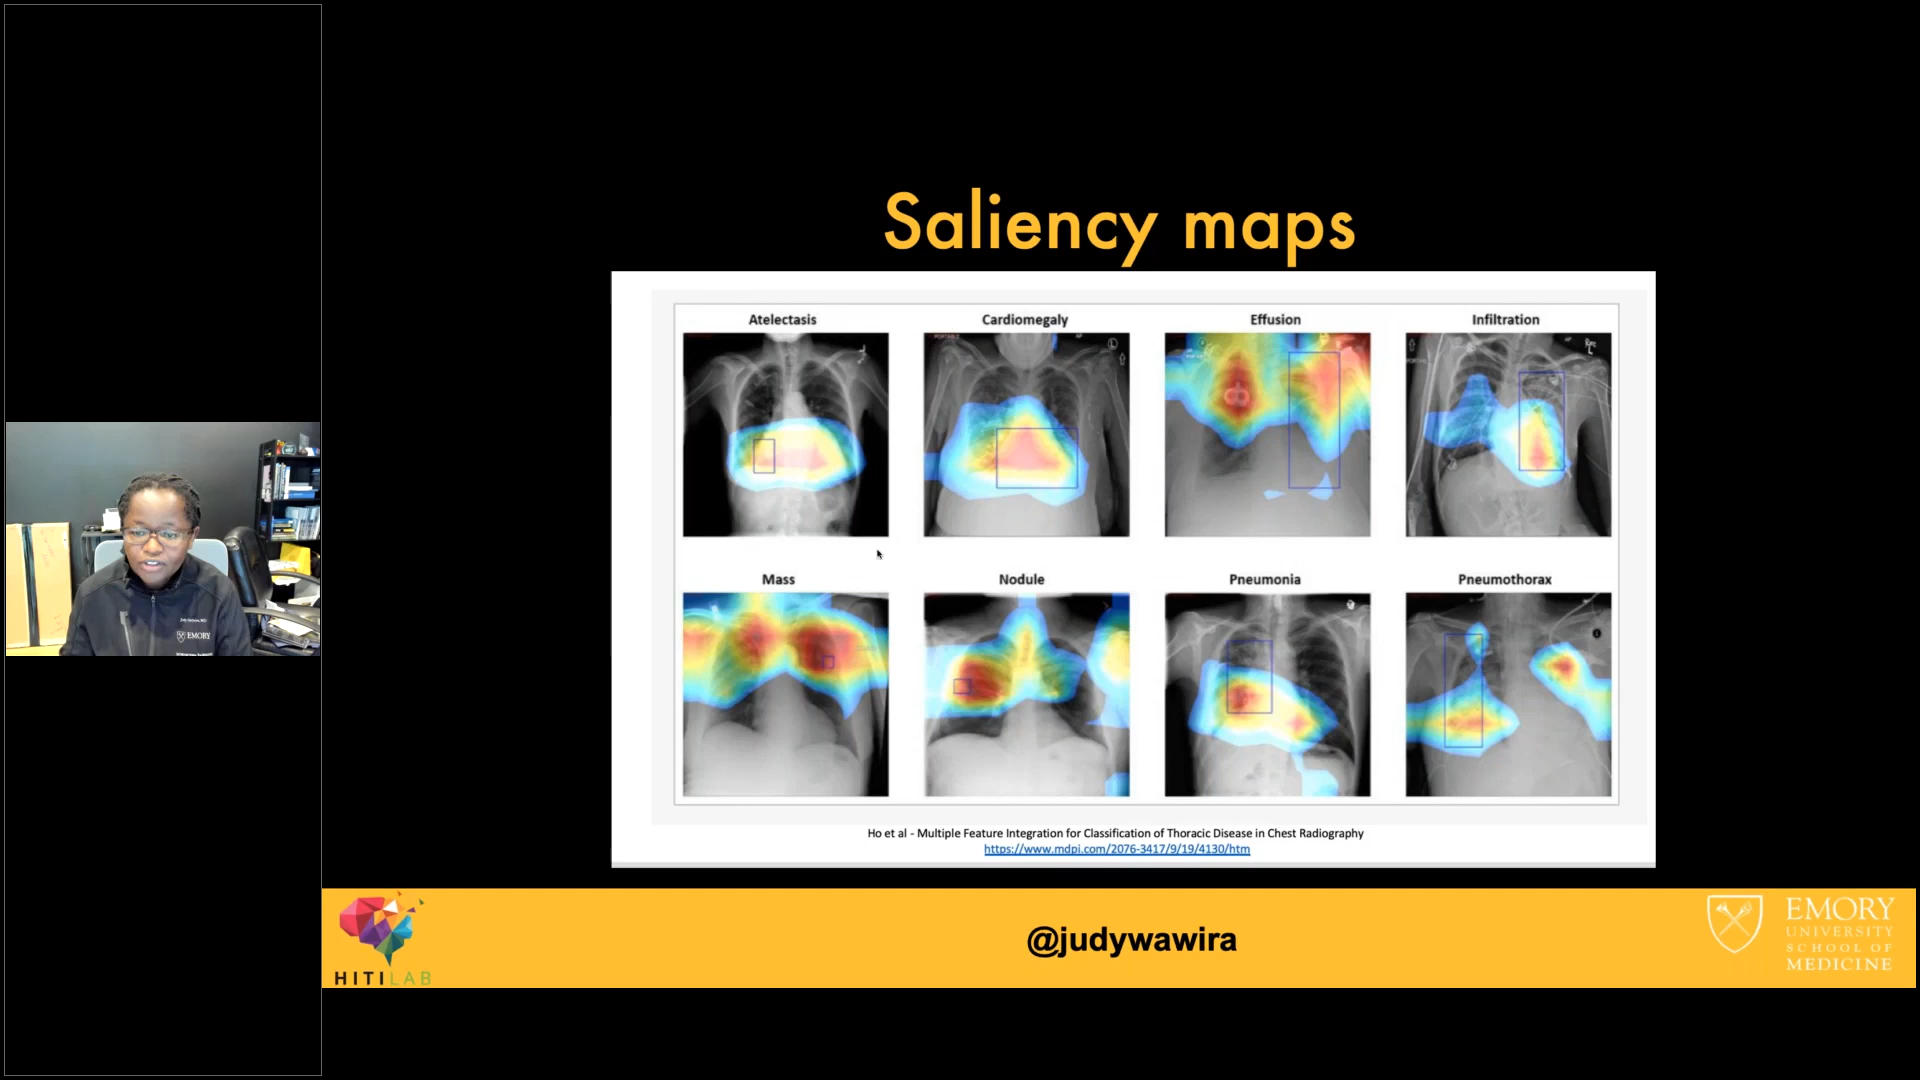 Saliency maps
Atelectasis
Cardiomegaly
Effusion
Infiltration
Mass
Nodule
Pneumonia
Pneumothorax
Ho et al - Multiple Feature Integration for Classification of Thoracic Disease in Chest Radiography
https://www.mdpi.com/2076-3417/9/19/4130/htm
EMORY
HITILAB
@judywawira
EMORY
UNIVERSITY
SCHOOL OF
MEDICINE